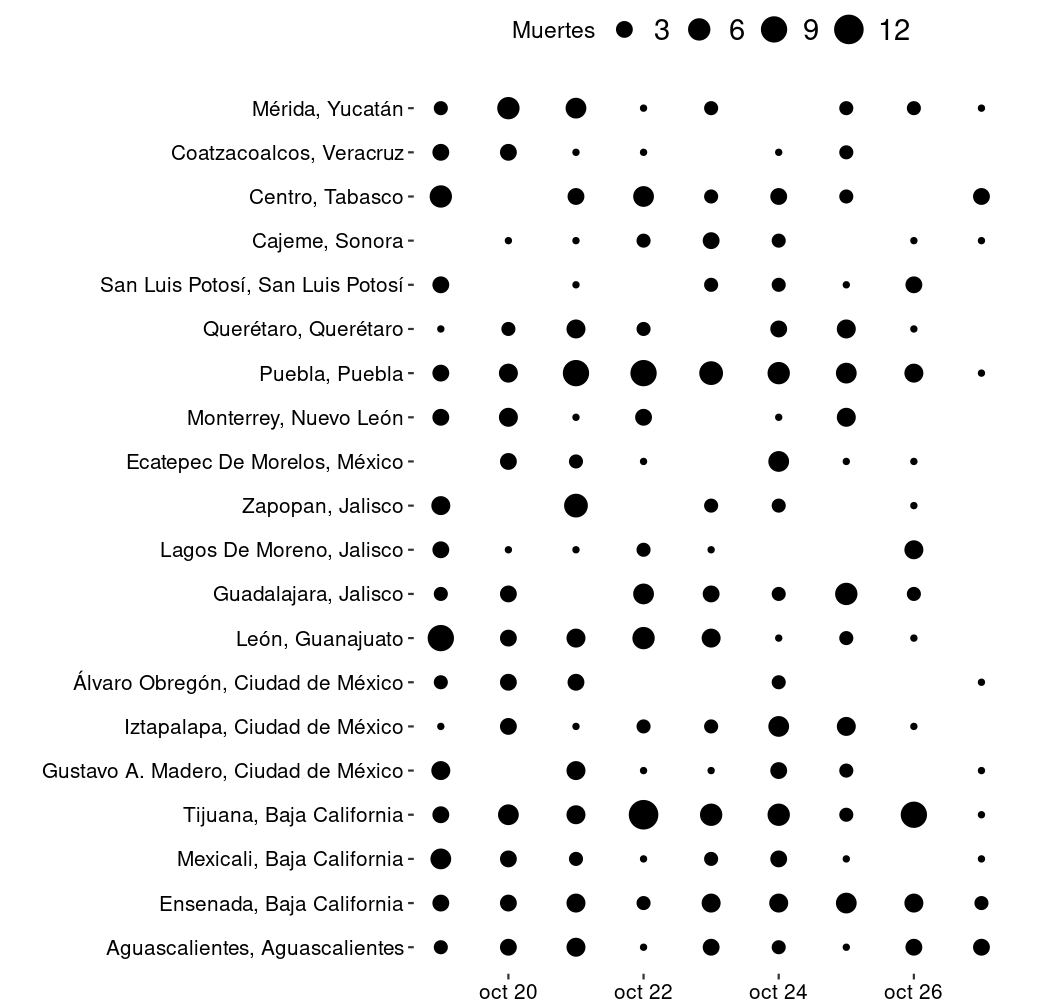 Muertes 3 6 9 12
Mérida, Yucatán
Coatzacoalcos, Veracruz
Centro, Tabasco
Cajeme, Sonora
San Luis Potosí, San Luis Potosí
Querétaro, Querétaro
Puebla, Puebla
Monterrey, Nuevo León
Ecatepec De Morelos, México
Zapopan, Jalisco
Lagos De Moreno, Jalisco
Guadalajara, Jalisco
León, Guanajuato
Álvaro Obregón, Ciudad de México
Iztapalapa, Ciudad de México
Gustavo A. Madero, Ciudad de México
Tijuana, Baja California
Mexicali, Baja California
Ensenada, Baja California
Aguascalientes, Aguascalientes
oct 20 oct 22 oct 24 oct 26